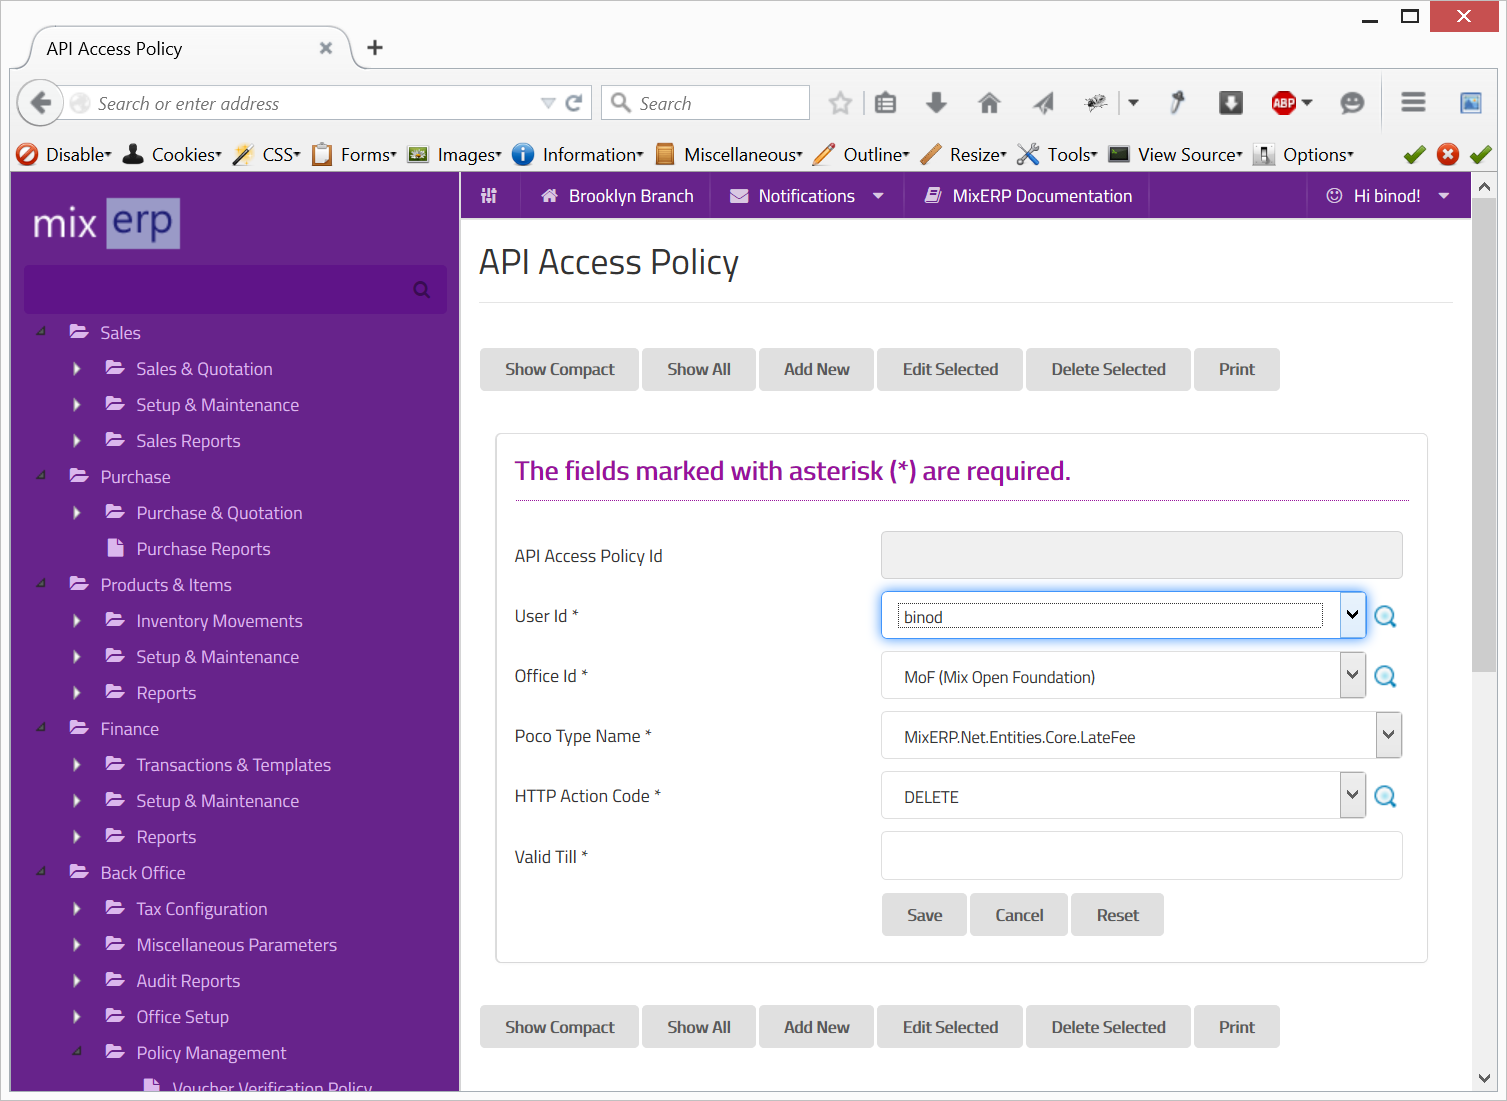 API Access Policy
Search or enter address
Search
ABP
Disable Cookies CSS Forms Images Information Miscellaneous Outline Resize Tools View Source Options
mix erp
Brooklyn Branch Notifications MixERP Documentation Hi binod!
Sales
Sales & Quotation
Setup & Maintenance
Sales Reports
Purchase
Purchase & Quotation
Purchase Reports
Products & Items
Inventory Movements
Setup & Maintenance
Reports
Finance
Transactions & Templates
Setup & Maintenance
Reports
Back Office
Tax Configuration
Miscellaneous Parameters
Audit Reports
Office Setup
Policy Management
Voucher Verification Policy
API Access Policy
Show Compact Show All Add New Edit Selected Delete Selected Print
The fields marked with asterisk (*) are required.
API Access Policy Id
User Id * binod
Office Id * MoF (Mix Open Foundation)
Poco Type Name * MixERP.Net.Entities.Core.LateFee
HTTP Action Code * DELETE
Valid Till *
Save Cancel Reset
Show Compact Show All Add New Edit Selected Delete Selected Print